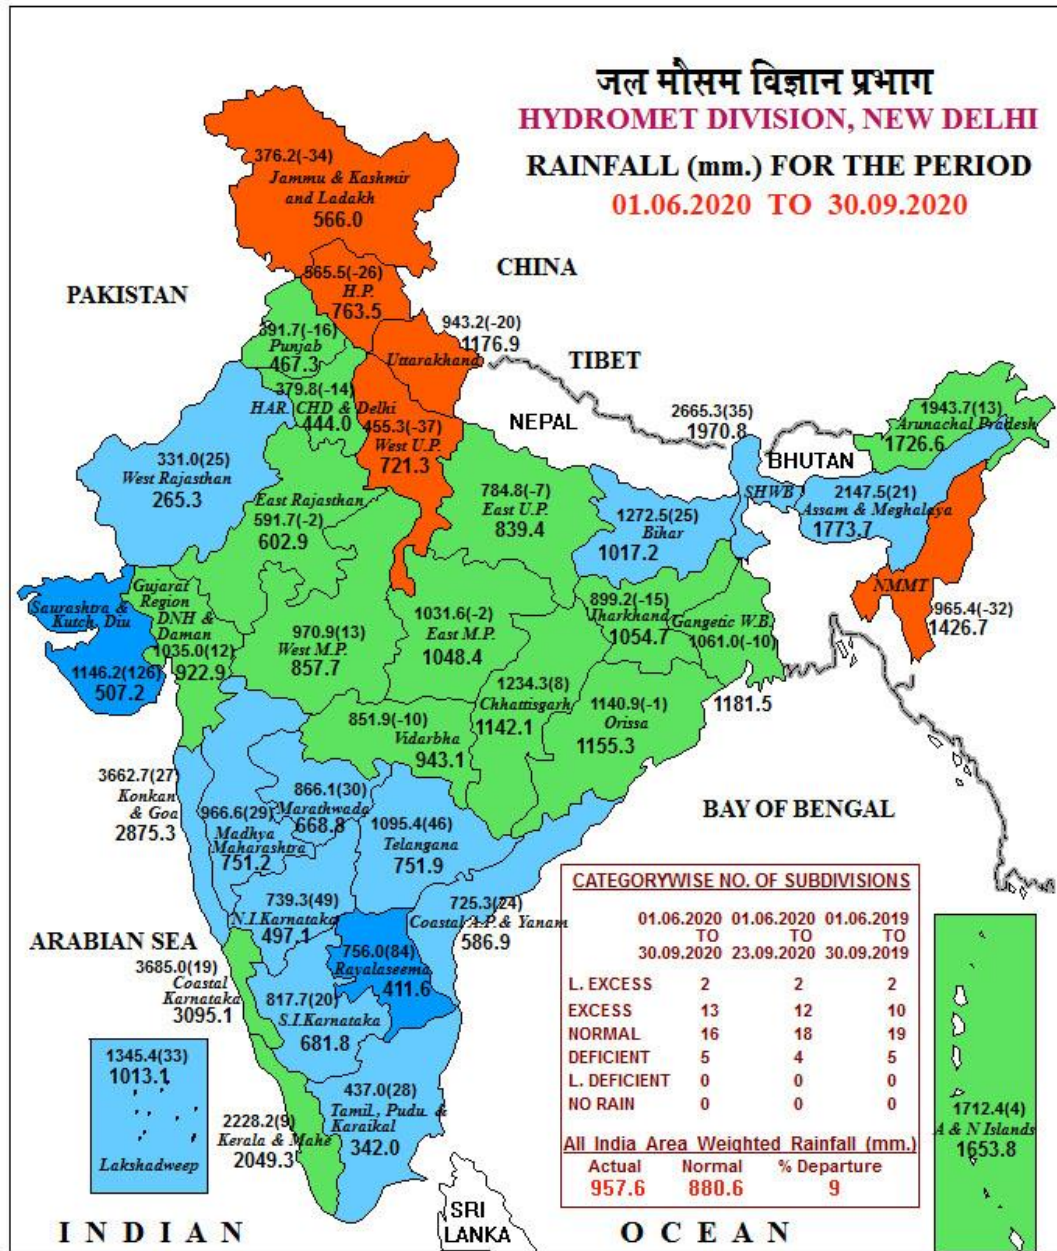 जल मौसम विज्ञान प्रभाग
HYDROMET DIVISION, NEW DELHI
RAINFALL (mm.) FOR THE PERIOD
01.06.2020 TO 30.09.2020
376.2(-34)
Jammu & Kashmir
and Ladakh
566.0
CHINA
PAKISTAN
565.5(-26)
H.P.
763.5
943.2(-20)
1176.9
Uttarakhand
TIBET
391.7(-16)
Punjab
467.3
379.8(-14)
HAR. CHD & Delhi
444.0
455.3(-37)
West U.P.
721.3
NEPAL
2665.3(35)
1970.8
SHWB
BHUTAN
1943.7(13)
Arunachal Pradesh
1726.6
331.0(25)
West Rajasthan
265.3
East Rajasthan
591.7(-2)
602.9
784.8(-7)
East U.P.
839.4
1272.5(25)
Bihar
1017.2
2147.5(21)
Assam & Meghalaya
1773.7
NMMT
965.4(-32)
1426.7
Saurashtra &
Kutch, Diu
1146.2(126)
507.2
Gujarat
Region
DNH &
Daman
1035.0(12)
922.9
970.9(13)
West M.P.
857.7
1031.6(-2)
East M.P.
1048.4
899.2(-15)
Jharkhand
1054.7
Gangetic W.B.
1061.0(-10)
1181.5
1234.3(8)
Chhattisgarh
1142.1
1140.9(-1)
Orissa
1155.3
851.9(-10)
Vidarbha
943.1
3662.7(27)
Konkan
& Goa
2875.3
966.6(29)
Madhya
Maharashtra
751.2
866.1(30)
Marathwada
668.8
1095.4(46)
Telangana
751.9
BAY OF BENGAL
739.3(49)
N.I.Karnataka
497.1
725.3(24)
Coastal A.P.& Yanam
586.9
ARABIAN SEA
3685.0(19)
Coastal
Karnataka
3095.1
756.0(84)
Rayalaseema
411.6
817.7(20)
S.I.Karnataka
681.8
1345.4(33)
1013.1
Lakshadweep
2228.2(9)
Kerala & Mahe
2049.3
437.0(28)
Tamil., Pudu. &
Karaikal
342.0
CATEGORYWISE NO. OF SUBDIVISIONS
01.06.2020 01.06.2020 01.06.2019
TO TO TO
30.09.2020 23.09.2020 30.09.2019
L. EXCESS 2 2 2
EXCESS 13 12 10
NORMAL 16 18 19
DEFICIENT 5 4 5
L. DEFICIENT 0 0 0
NO RAIN 0 0 0
All India Area Weighted Rainfall (mm.)
Actual Normal % Departure
957.6 880.6 9
1712.4(4)
A & N Islands
1653.8
SRI
LANKA
INDIAN OCEAN